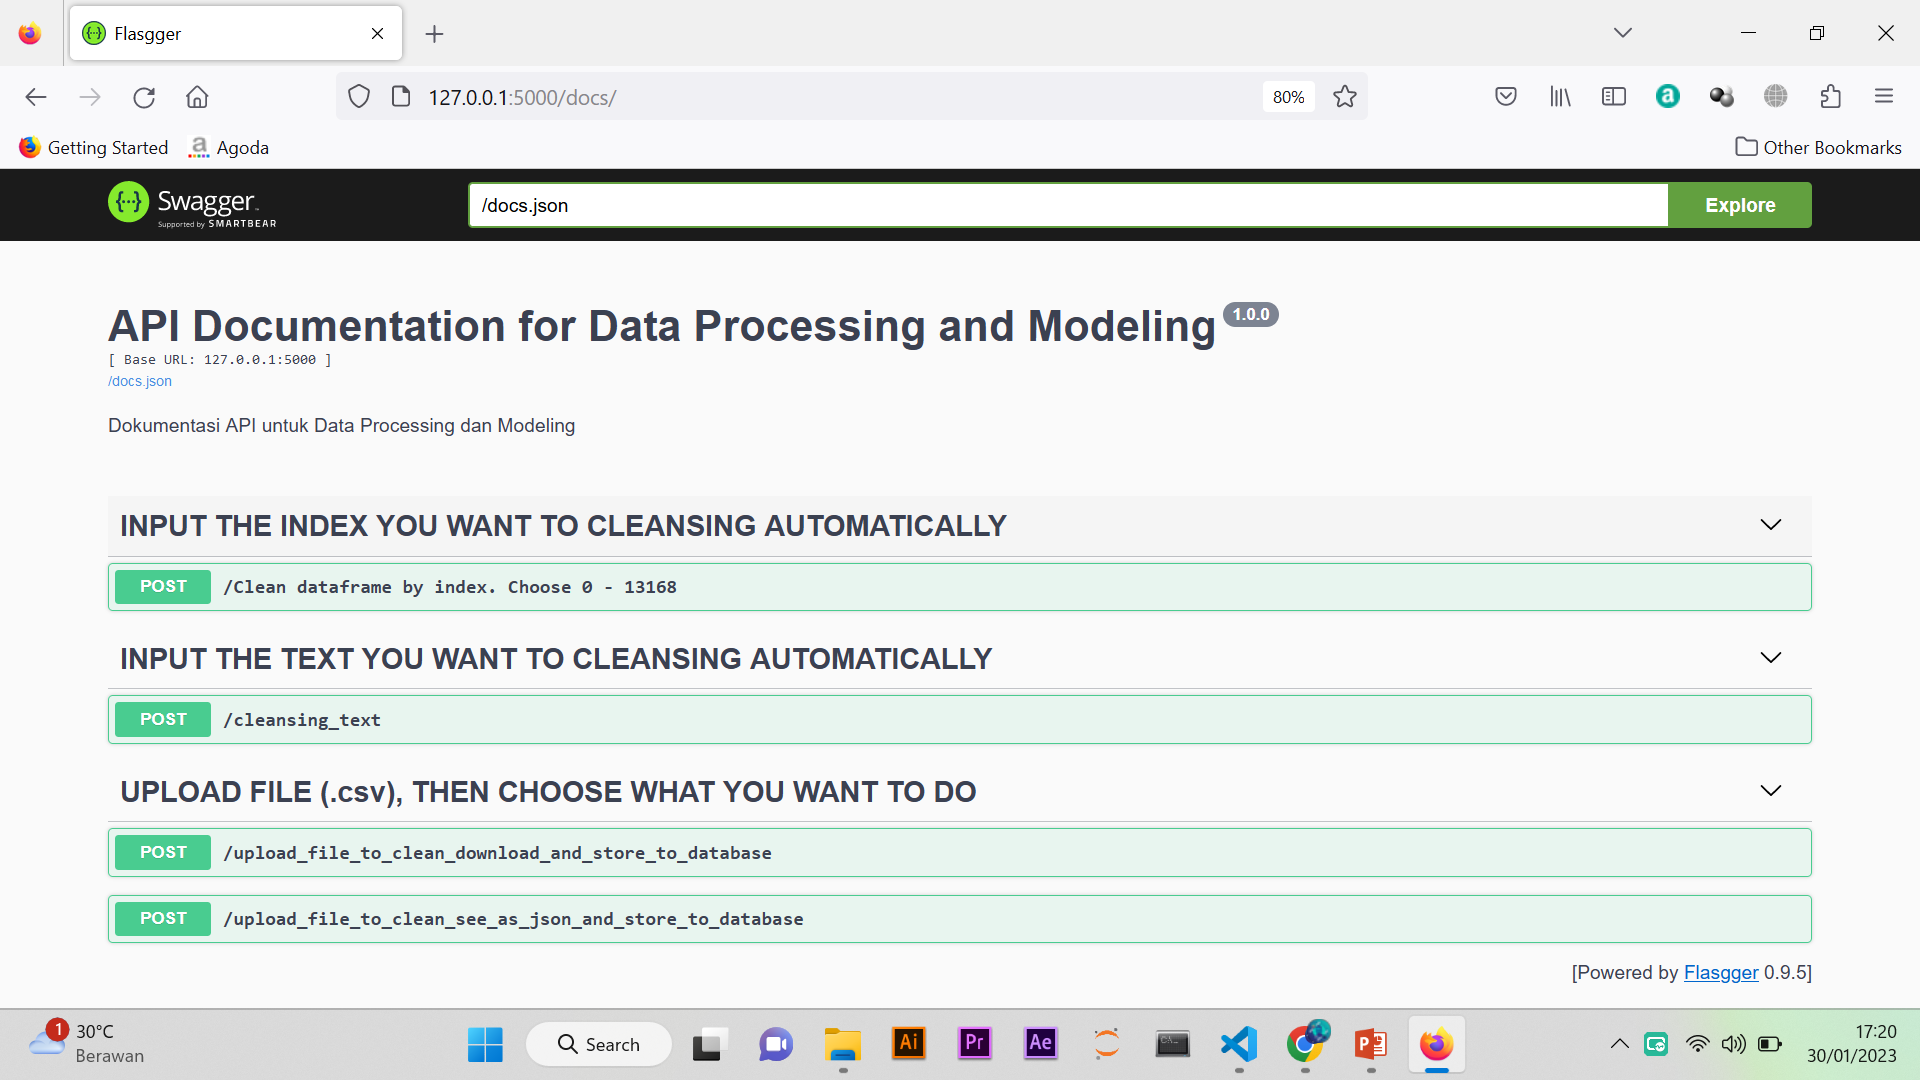 Flasgger
127.0.0.1:5000/docs/
80%
Getting Started
Agoda
Other Bookmarks
Swagger
Supported by SMARTBEAR
/docs.json
Explore
API Documentation for Data Processing and Modeling 1.0.0
[ Base URL: 127.0.0.1:5000 ]
/docs.json
Dokumentasi API untuk Data Processing dan Modeling
INPUT THE INDEX YOU WANT TO CLEANSING AUTOMATICALLY
POST /Clean dataframe by index. Choose 0 - 13168
INPUT THE TEXT YOU WANT TO CLEANSING AUTOMATICALLY
POST /cleansing_text
UPLOAD FILE (.csv), THEN CHOOSE WHAT YOU WANT TO DO
POST /upload_file_to_clean_download_and_store_to_database
POST /upload_file_to_clean_see_as_json_and_store_to_database
[Powered by Flasgger 0.9.5]
1
30°C
Berawan
Search
Ai
Pr
Ae
17:20
30/01/2023